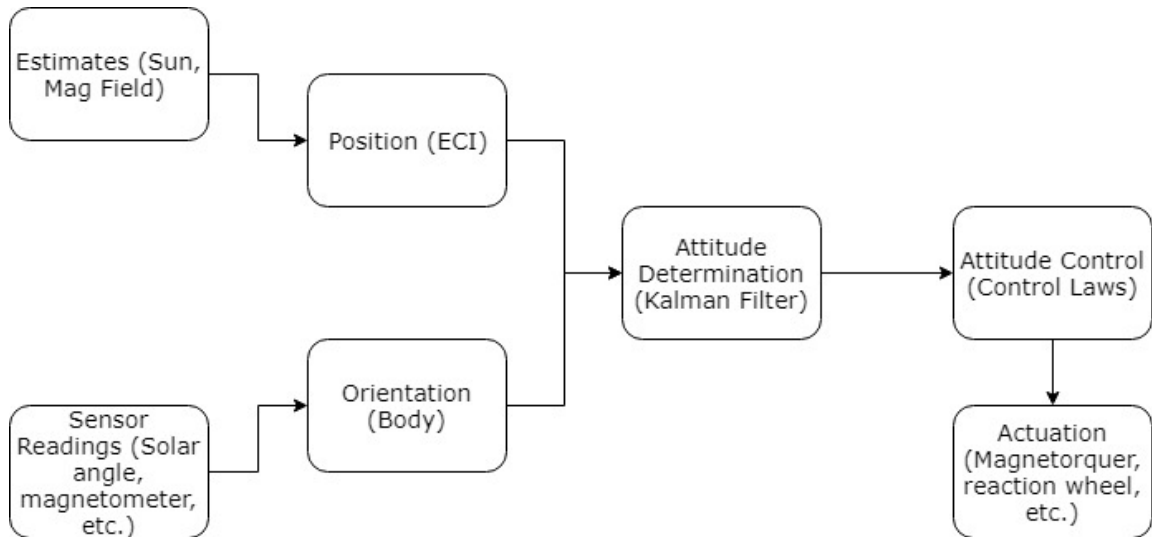 Estimates (Sun,
Mag Field)
Position (ECI)
Attitude
Determination
(Kalman Filter)
Attitude Control
(Control Laws)
Orientation
(Body)
Sensor
Readings (Solar
angle,
magnetometer,
etc.)
Actuation
(Magnetorquer,
reaction wheel,
etc.)